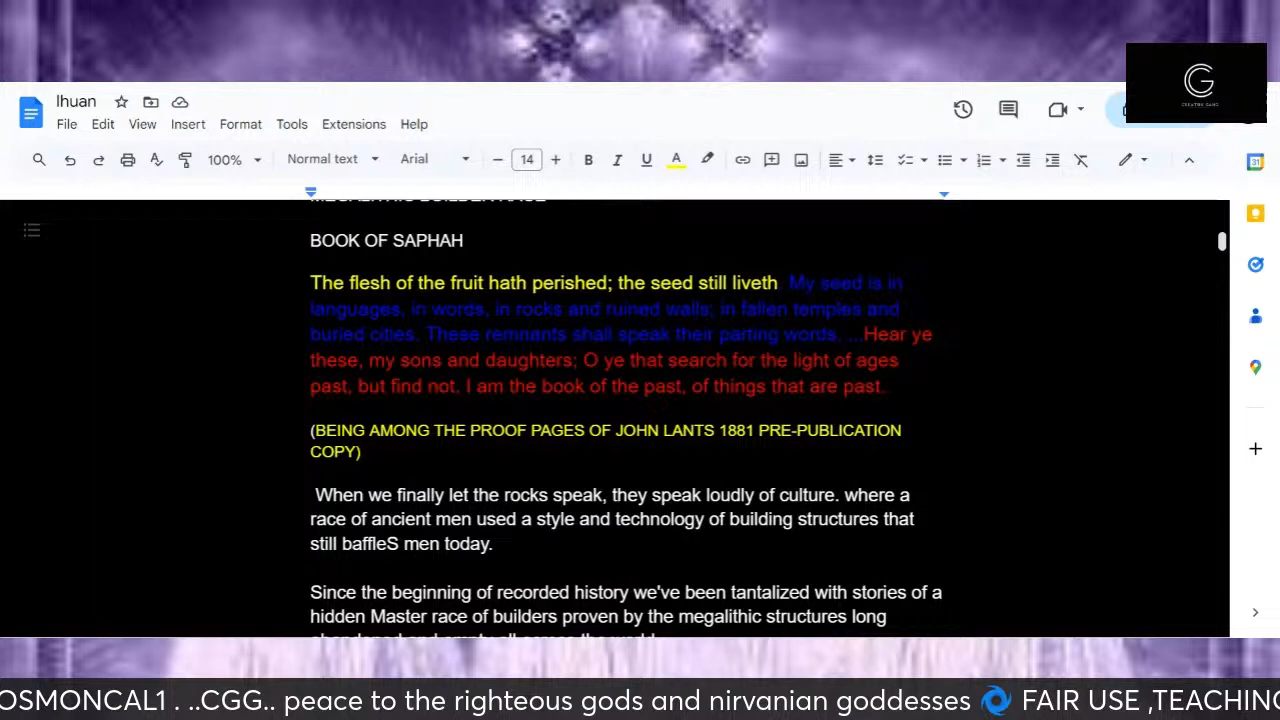 Ihuan
File Edit View Insert Format Tools Extensions Help
100% Normal text Arial 14 B I U A
BOOK OF SAPHAH
The flesh of the fruit hath perished; the seed still liveth My seed is in
languages, in words, in rocks and ruined walls; in fallen temples and
buried cities. These remnants shall speak their parting words, ...Hear ye
these, my sons and daughters; O ye that search for the light of ages
past, but find not. I am the book of the past, of things that are past.
(BEING AMONG THE PROOF PAGES OF JOHN LANTS 1881 PRE-PUBLICATION
COPY)
When we finally let the rocks speak, they speak loudly of culture. where a
race of ancient men used a style and technology of building structures that
still baffleS men today.
Since the beginning of recorded history we've been tantalized with stories of a
hidden Master race of builders proven by the megalithic structures long
OSMONCAL1 . ..CGG.. peace to the righteous gods and nirvanian goddesses FAIR USE ,TEACHING